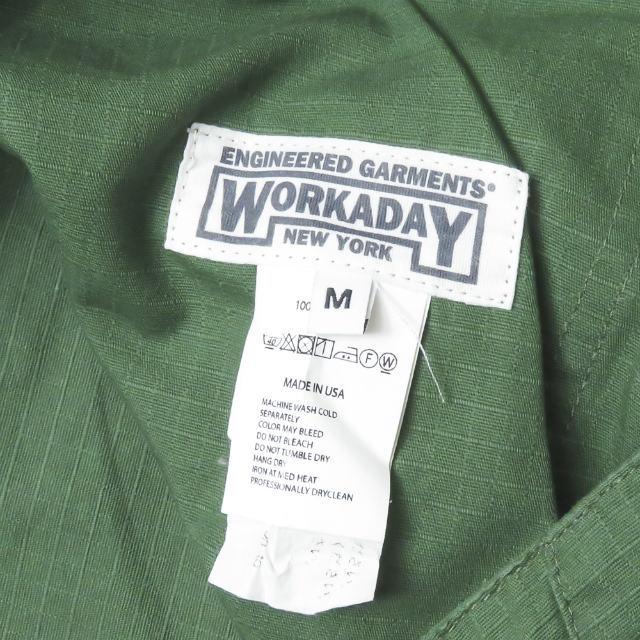 ENGINEERED GARMENTS®
WORKADAY
NEW YORK
M
100
MADE IN USA
MACHINE WASH COLD
SEPARATELY
COLOR MAY BLEED
DO NOT BLEACH
DO NOT TUMBLE DRY
HANG DRY
IRON AT MED HEAT
PROFESSIONALLY DRYCLEAN